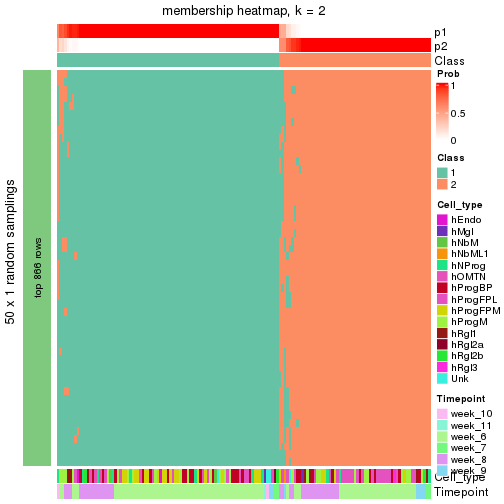 membership heatmap, k = 2
p1
p2
Class
50 x 1 random samplings
top 866 rows
Prob
1
0.5
0
Class
1
2
Cell_type
hEndo
hMgl
hNbM
hNbML1
hNProg
hOMTN
hProgBP
hProgFPL
hProgFPM
hProgM
hRgl1
hRgl2a
hRgl2b
hRgl3
Unk
Timepoint
week_10
week_11
week_6
week_7
week_8
week_9
Cell_type
Timepoint